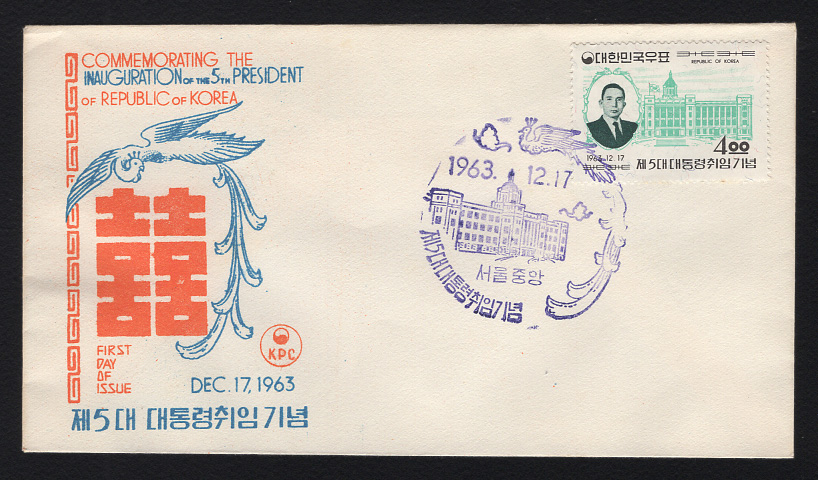 COMMEMORATING THE
INAUGURATION OF THE 5TH PRESIDENT
OF REPUBLIC OF KOREA
囍
FIRST
DAY
OF
ISSUE
KPC
DEC. 17, 1963
제5대 대통령취임기념
대한민국우표
REPUBLIC OF KOREA
1963. 12. 17
4.00
제5대대통령취임기념
1963. 12.17
서울중앙
제5대대통령취임기념